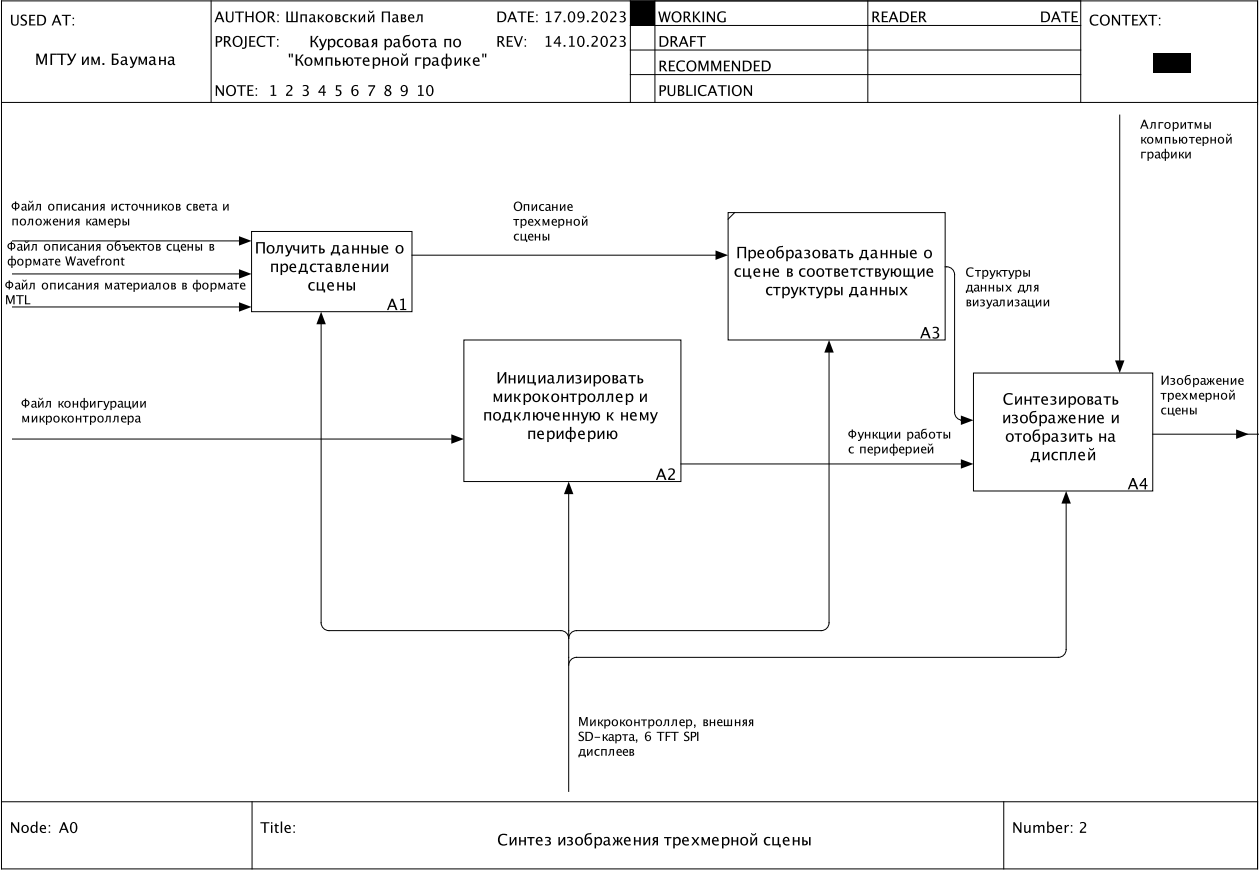 USED AT:
МГТУ им. Баумана
AUTHOR: Шпаковский Павел
DATE: 17.09.2023
PROJECT: Курсовая работа по
"Компьютерной графике"
REV: 14.10.2023
NOTE: 1 2 3 4 5 6 7 8 9 10
WORKING
DRAFT
RECOMMENDED
PUBLICATION
READER DATE
CONTEXT:
Алгоритмы
компьютерной
графики
Файл описания источников света и
положения камеры
Файл описания объектов сцены в
формате Wavefront
Файл описания материалов в формате
MTL
Получить данные о
представлении
сцены
A1
Описание
трехмерной
сцены
Преобразовать данные о
сцене в соответствующие
структуры данных
A3
Структуры
данных для
визуализации
Файл конфигурации
микроконтроллера
Инициализировать
микроконтроллер и
подключенную к нему
периферию
A2
Функции работы
с периферией
Синтезировать
изображение и
отобразить на
дисплей
A4
Изображение
трехмерной
сцены
Микроконтроллер, внешняя
SD-карта, 6 TFT SPI
дисплеев
Node: A0
Title:
Синтез изображения трехмерной сцены
Number: 2